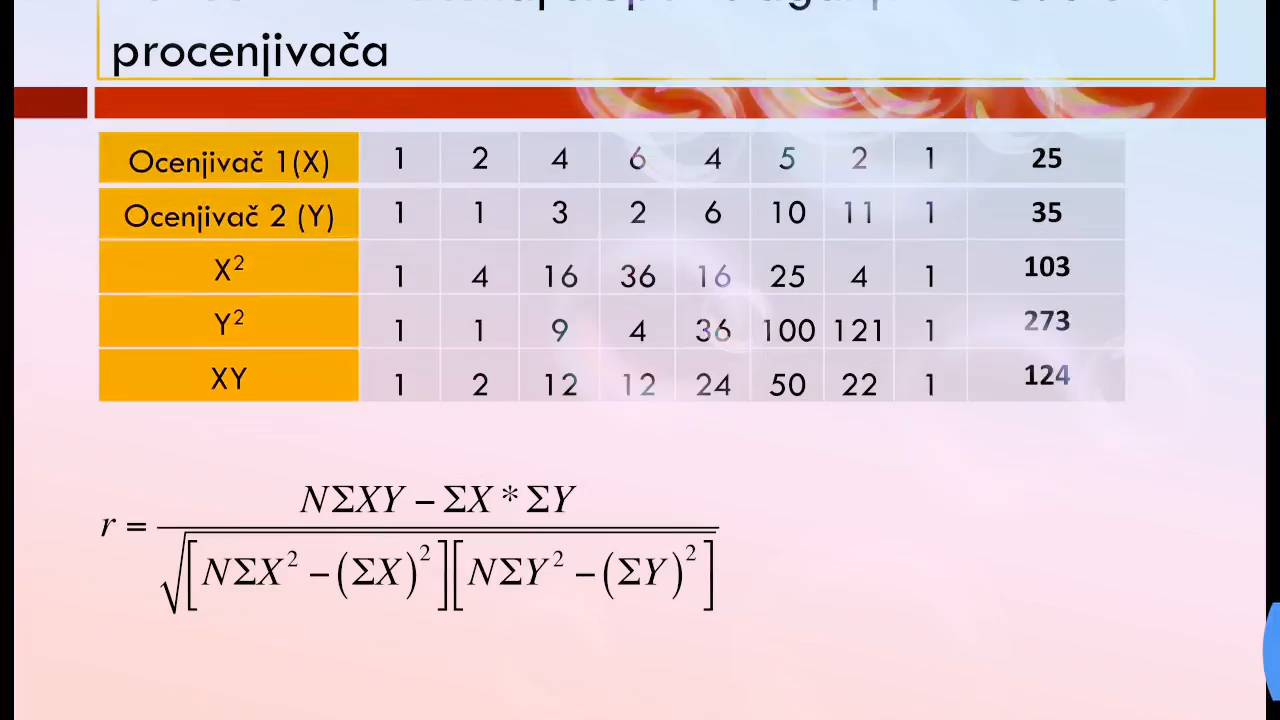 procenjivača
Ocenjivač 1(X) 1 2 4 6 4 5 2 1 25
Ocenjivač 2 (Y) 1 1 3 2 6 10 11 1 35
X² 1 4 16 36 16 25 4 1 103
Y² 1 1 9 4 36 100 121 1 273
XY 1 2 12 12 24 50 22 1 124
r = NΣXY − ΣX * ΣY
√[NΣX² − (ΣX)²][NΣY² − (ΣY)²]